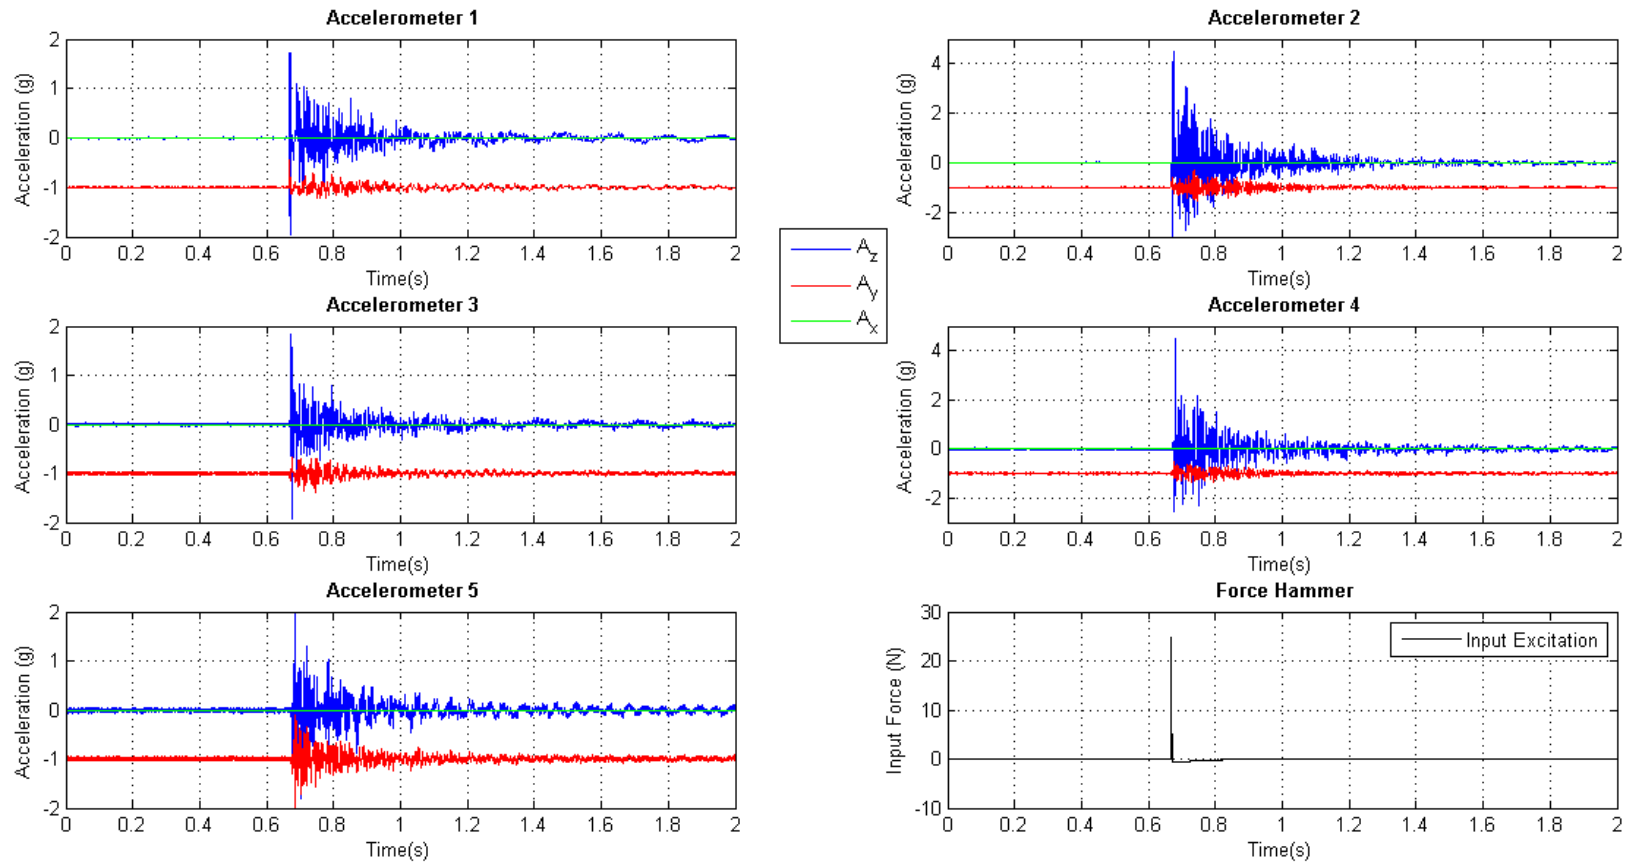 Accelerometer 1
Acceleration (g)
2
1
0
-1
-2
0 0.2 0.4 0.6 0.8 1 1.2 1.4 1.6 1.8 2
Time(s)
Accelerometer 2
Acceleration (g)
4
2
0
-2
0 0.2 0.4 0.6 0.8 1 1.2 1.4 1.6 1.8 2
Time(s)
Az
Ay
Ax
Accelerometer 3
Acceleration (g)
2
1
0
-1
-2
0 0.2 0.4 0.6 0.8 1 1.2 1.4 1.6 1.8 2
Time(s)
Accelerometer 4
Acceleration (g)
4
2
0
-2
0 0.2 0.4 0.6 0.8 1 1.2 1.4 1.6 1.8 2
Time(s)
Accelerometer 5
Acceleration (g)
2
1
0
-1
-2
0 0.2 0.4 0.6 0.8 1 1.2 1.4 1.6 1.8 2
Time(s)
Force Hammer
Input Force (N)
30
20
10
0
-10
Input Excitation
0 0.2 0.4 0.6 0.8 1 1.2 1.4 1.6 1.8 2
Time(s)